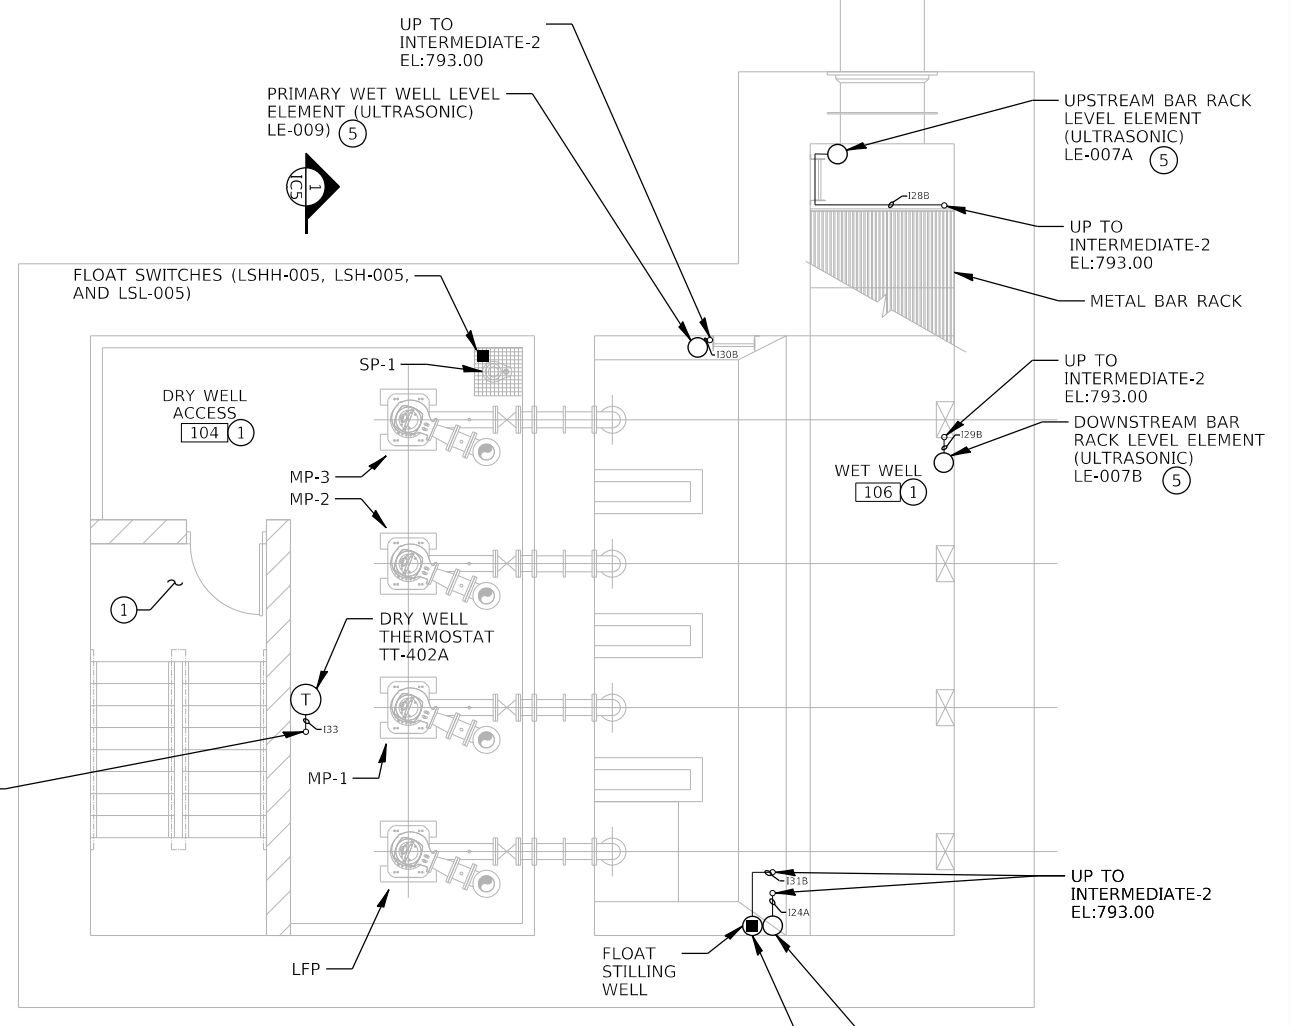 UP TO
INTERMEDIATE-2
EL:793.00
PRIMARY WET WELL LEVEL
ELEMENT (ULTRASONIC)
LE-009) 5
1
IC5
UPSTREAM BAR RACK
LEVEL ELEMENT
(ULTRASONIC)
LE-007A 5
I28B
UP TO
INTERMEDIATE-2
EL:793.00
FLOAT SWITCHES (LSHH-005, LSH-005,
AND LSL-005)
METAL BAR RACK
I30B
SP-1
UP TO
INTERMEDIATE-2
EL:793.00
DRY WELL
ACCESS
104 1
I29B
DOWNSTREAM BAR
RACK LEVEL ELEMENT
(ULTRASONIC)
LE-007B 5
WET WELL
106 1
MP-3
MP-2
1
DRY WELL
THERMOSTAT
TT-402A
T
I33
MP-1
I31B
I24A
UP TO
INTERMEDIATE-2
EL:793.00
LFP
FLOAT
STILLING
WELL